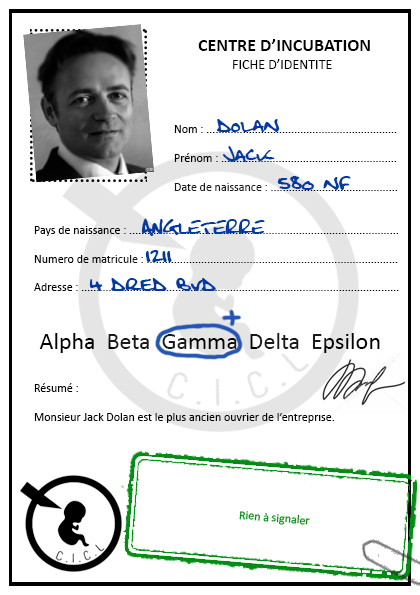 CENTRE D'INCUBATION
FICHE D'IDENTITE
Nom : DOLAN
Prénom : JACK
Date de naissance : 580 NF
Pays de naissance : ANGLETERRE
Numero de matricule : 1211
Adresse : 4 DRED BVD
+
Alpha Beta Gamma Delta Epsilon
Résumé :
Monsieur Jack Dolan est le plus ancien ouvrier de l'entreprise.
C.I.C.L
Rien à signaler
C.I.C.L